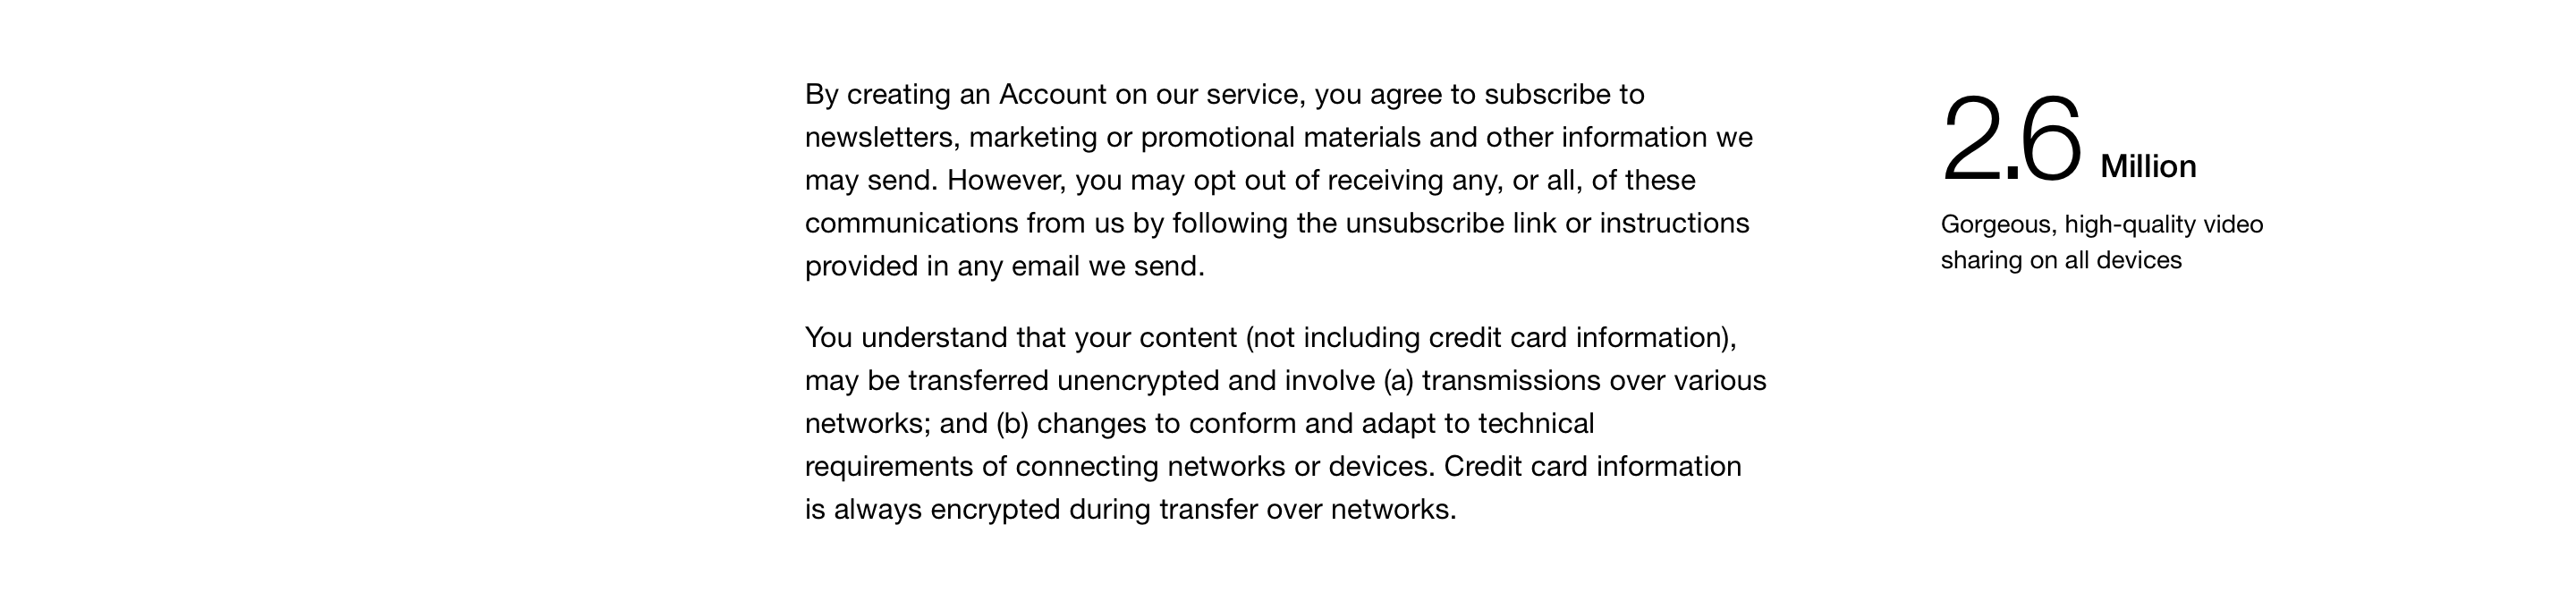 By creating an Account on our service, you agree to subscribe to
newsletters, marketing or promotional materials and other information we
may send. However, you may opt out of receiving any, or all, of these
communications from us by following the unsubscribe link or instructions
provided in any email we send.
You understand that your content (not including credit card information),
may be transferred unencrypted and involve (a) transmissions over various
networks; and (b) changes to conform and adapt to technical
requirements of connecting networks or devices. Credit card information
is always encrypted during transfer over networks.
2.6 Million
Gorgeous, high-quality video
sharing on all devices